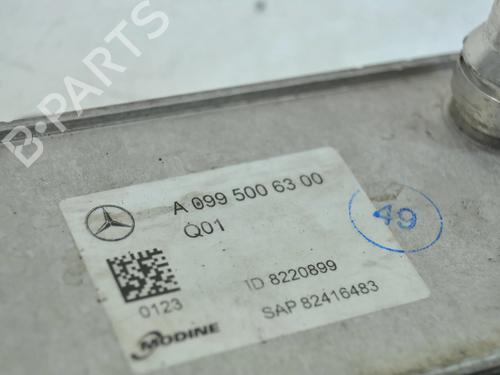 B-PARTS
A 099 500 63 00
Q01
49
0123
ID 8220899
SAP 82416483
MODINE